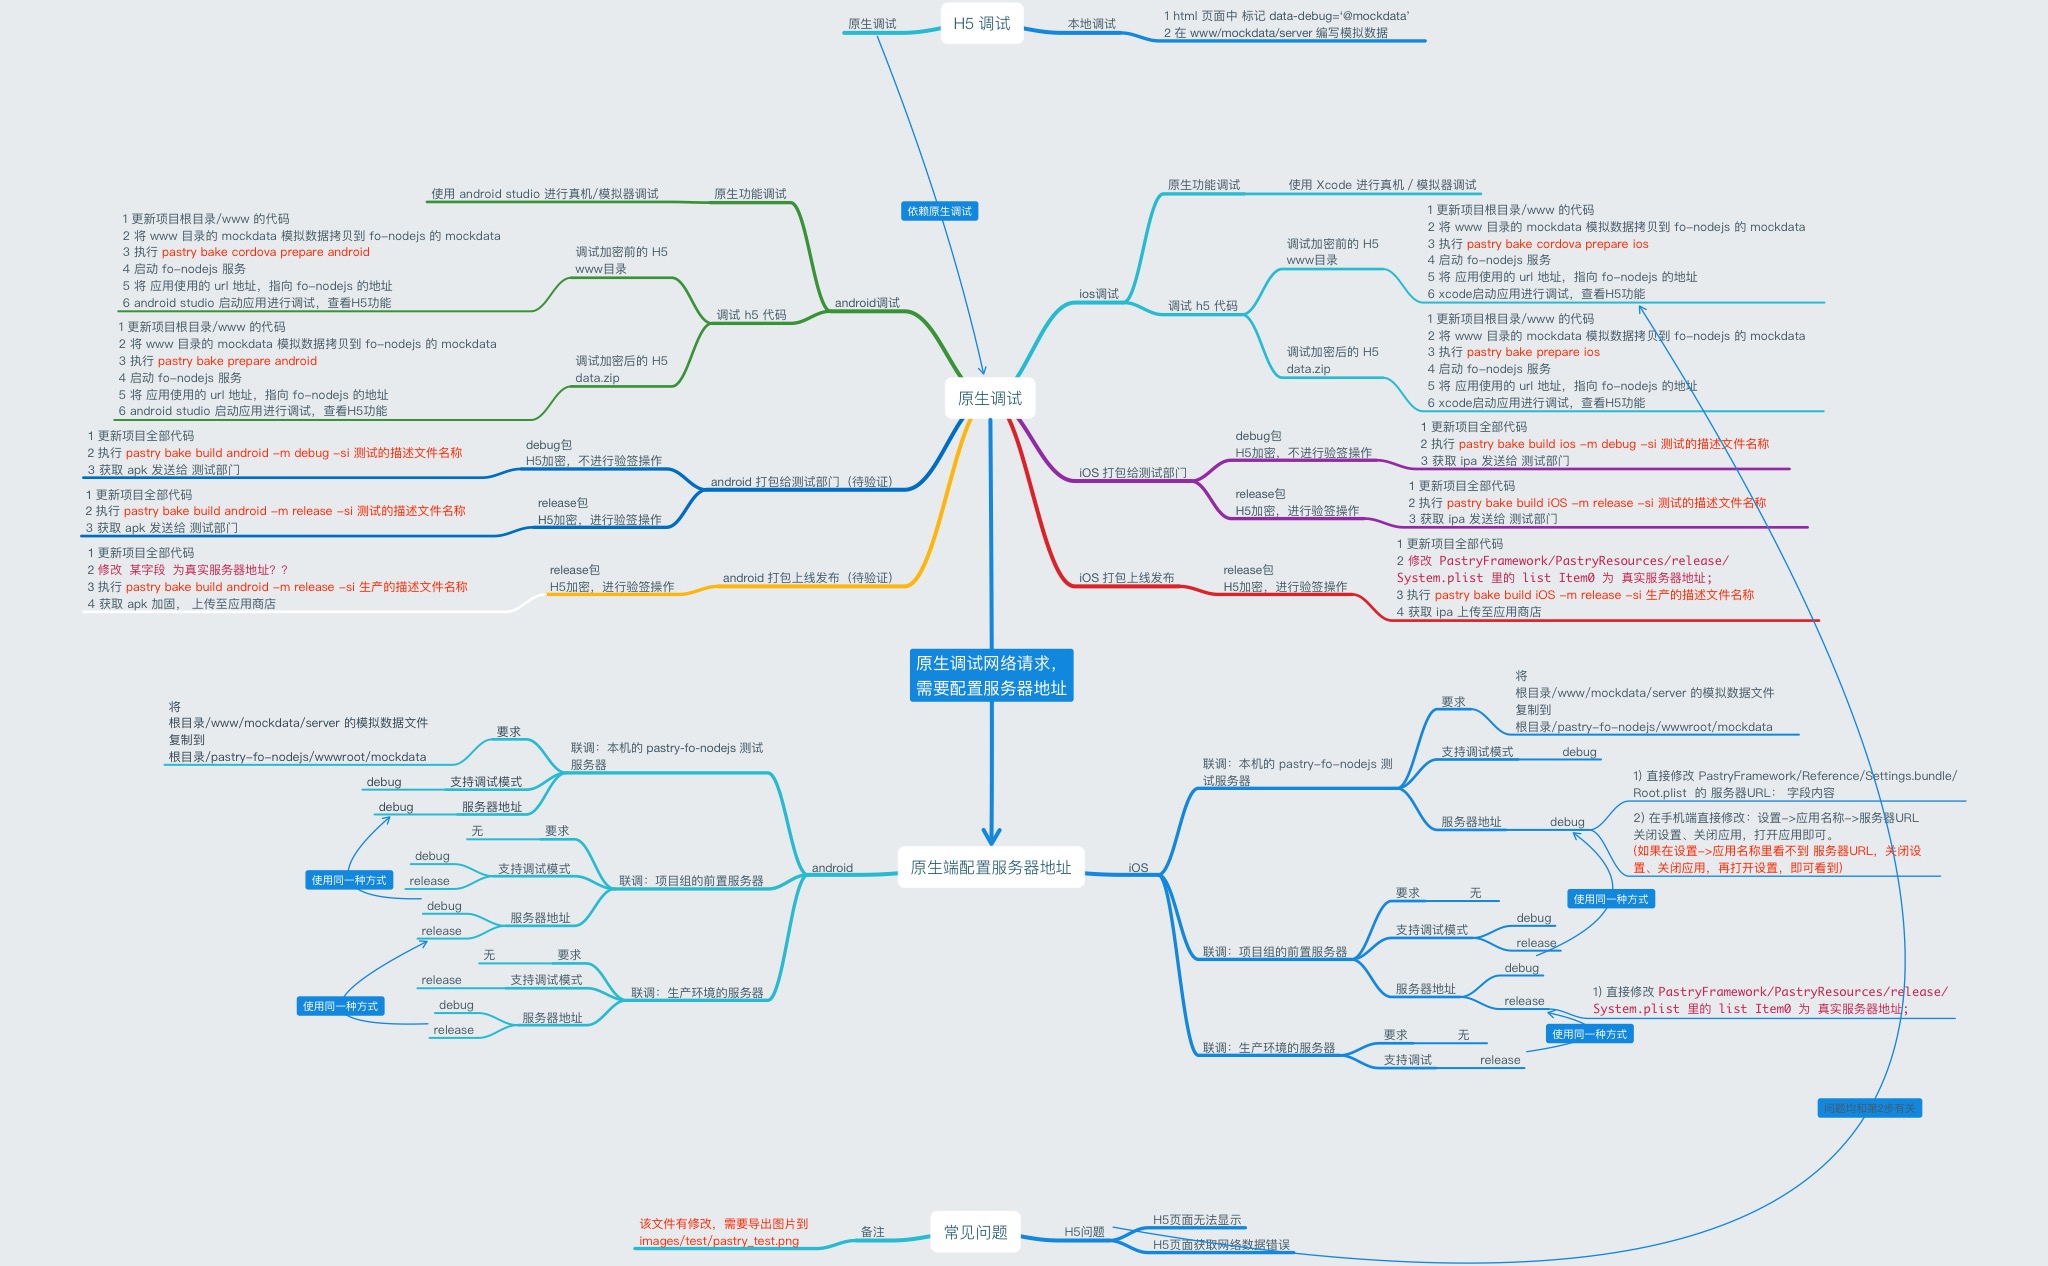 H5 调试
原生调试
本地调试
1 html 页面中 标记 data-debug=‘@mockdata’
2 在 www/mockdata/server 编写模拟数据
依赖原生调试
原生调试
android调试
原生功能调试
使用 android studio 进行真机/模拟器调试
调试 h5 代码
调试加密前的 H5
www目录
1 更新项目根目录/www 的代码
2 将 www 目录的 mockdata 模拟数据拷贝到 fo-nodejs 的 mockdata
3 执行 pastry bake cordova prepare android
4 启动 fo-nodejs 服务
5 将 应用使用的 url 地址，指向 fo-nodejs 的地址
6 android studio 启动应用进行调试，查看H5功能
调试加密后的 H5
data.zip
1 更新项目根目录/www 的代码
2 将 www 目录的 mockdata 模拟数据拷贝到 fo-nodejs 的 mockdata
3 执行 pastry bake prepare android
4 启动 fo-nodejs 服务
5 将 应用使用的 url 地址，指向 fo-nodejs 的地址
6 android studio 启动应用进行调试，查看H5功能
android 打包给测试部门（待验证）
debug包
H5加密，不进行验签操作
1 更新项目全部代码
2 执行 pastry bake build android -m debug -si 测试的描述文件名称
3 获取 apk 发送给 测试部门
release包
H5加密，进行验签操作
1 更新项目全部代码
2 执行 pastry bake build android -m release -si 测试的描述文件名称
3 获取 apk 发送给 测试部门
android 打包上线发布（待验证）
release包
H5加密，进行验签操作
1 更新项目全部代码
2 修改 某字段 为真实服务器地址？？
3 执行 pastry bake build android -m release -si 生产的描述文件名称
4 获取 apk 加固， 上传至应用商店
ios调试
原生功能调试
使用 Xcode 进行真机 / 模拟器调试
调试 h5 代码
调试加密前的 H5
www目录
1 更新项目根目录/www 的代码
2 将 www 目录的 mockdata 模拟数据拷贝到 fo-nodejs 的 mockdata
3 执行 pastry bake cordova prepare ios
4 启动 fo-nodejs 服务
5 将 应用使用的 url 地址，指向 fo-nodejs 的地址
6 xcode启动应用进行调试，查看H5功能
调试加密后的 H5
data.zip
1 更新项目根目录/www 的代码
2 将 www 目录的 mockdata 模拟数据拷贝到 fo-nodejs 的 mockdata
3 执行 pastry bake prepare ios
4 启动 fo-nodejs 服务
5 将 应用使用的 url 地址，指向 fo-nodejs 的地址
6 xcode启动应用进行调试，查看H5功能
iOS 打包给测试部门
debug包
H5加密，不进行验签操作
1 更新项目全部代码
2 执行 pastry bake build ios -m debug -si 测试的描述文件名称
3 获取 ipa 发送给 测试部门
release包
H5加密，进行验签操作
1 更新项目全部代码
2 执行 pastry bake build iOS -m release -si 测试的描述文件名称
3 获取 ipa 发送给 测试部门
iOS 打包上线发布
release包
H5加密，进行验签操作
1 更新项目全部代码
2 修改 PastryFramework/PastryResources/release/
System.plist 里的 list Item0 为 真实服务器地址；
3 执行 pastry bake build iOS -m release -si 生产的描述文件名称
4 获取 ipa 上传至应用商店
原生调试网络请求，
需要配置服务器地址
原生端配置服务器地址
android
联调：本机的 pastry-fo-nodejs 测试
服务器
要求
将
根目录/www/mockdata/server 的模拟数据文件
复制到
根目录/pastry-fo-nodejs/wwwroot/mockdata
支持调试模式
debug
服务器地址
debug
联调：项目组的前置服务器
要求
无
支持调试模式
debug
release
服务器地址
debug
release
使用同一种方式
联调：生产环境的服务器
要求
无
支持调试模式
release
服务器地址
debug
release
使用同一种方式
iOS
联调：本机的 pastry-fo-nodejs 测
试服务器
要求
将
根目录/www/mockdata/server 的模拟数据文件
复制到
根目录/pastry-fo-nodejs/wwwroot/mockdata
支持调试模式
debug
服务器地址
debug
1) 直接修改 PastryFramework/Reference/Settings.bundle/
Root.plist 的 服务器URL： 字段内容
2) 在手机端直接修改：设置->应用名称->服务器URL
关闭设置、关闭应用，打开应用即可。
(如果在设置->应用名称里看不到 服务器URL，关闭设
置、关闭应用，再打开设置，即可看到)
使用同一种方式
联调：项目组的前置服务器
要求
无
支持调试模式
debug
release
服务器地址
debug
release
1) 直接修改 PastryFramework/PastryResources/release/
System.plist 里的 list Item0 为 真实服务器地址；
使用同一种方式
联调：生产环境的服务器
要求
无
支持调试
release
问题均和第2步有关
常见问题
备注
该文件有修改，需要导出图片到
images/test/pastry_test.png
H5问题
H5页面无法显示
H5页面获取网络数据错误